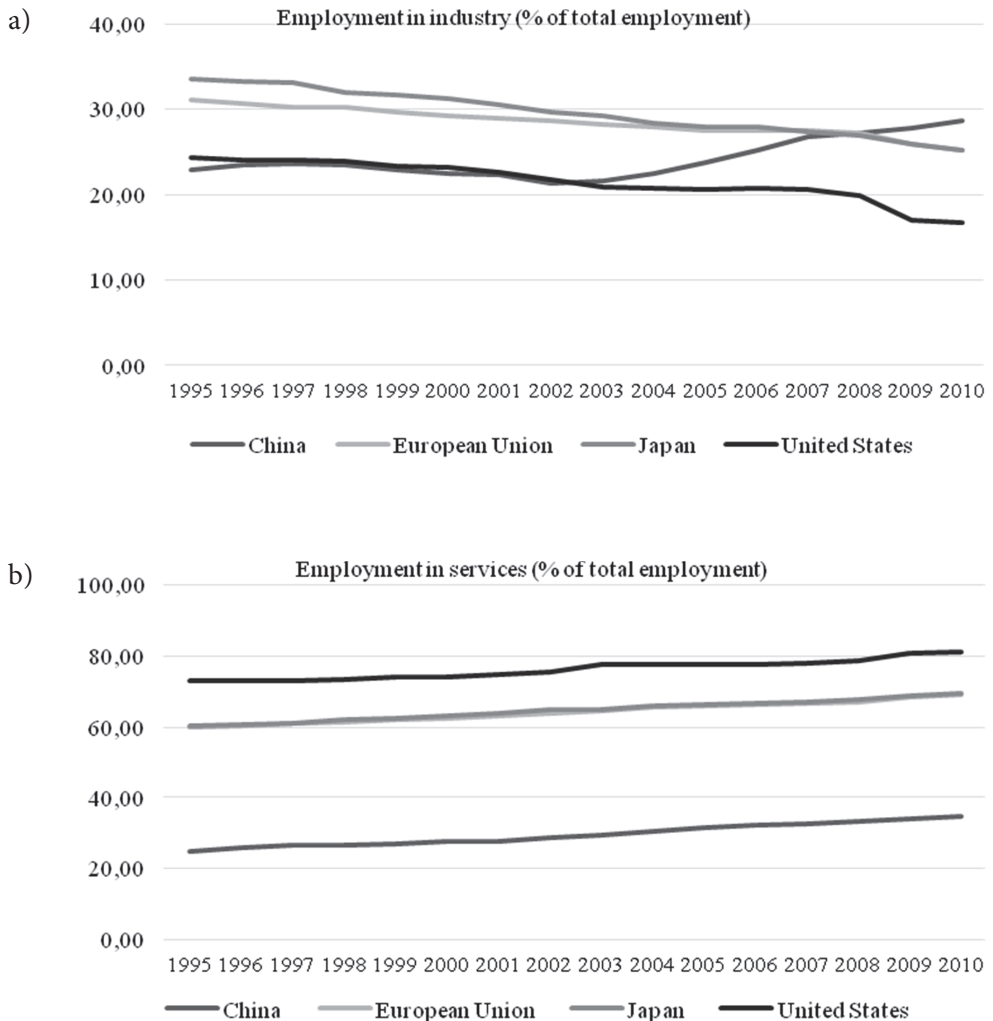 a)
Employment in industry (% of total employment)
40,00
30,00
20,00
10,00
0,00
1995 1996 1997 1998 1999 2000 2001 2002 2003 2004 2005 2006 2007 2008 2009 2010
China European Union Japan United States
b)
Employment in services (% of total employment)
100,00
80,00
60,00
40,00
20,00
0,00
1995 1996 1997 1998 1999 2000 2001 2002 2003 2004 2005 2006 2007 2008 2009 2010
China European Union Japan United States